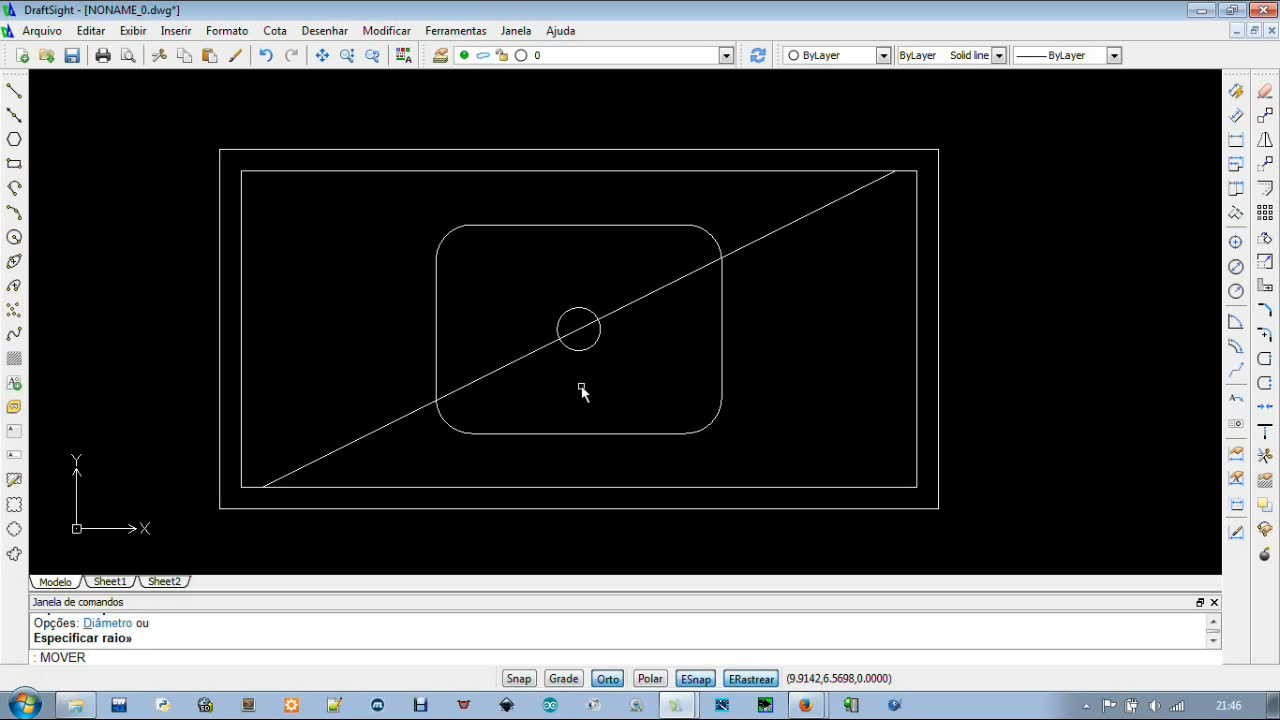 DraftSight - [NONAME_0.dwg*]
Arquivo Editar Exibir Inserir Formato Cota Desenhar Modificar Ferramentas Janela Ajuda
0 ByLayer ByLayer Solid line ByLayer
Y
X
Modelo Sheet1 Sheet2
Janela de comandos
Opções: Diâmetro ou
Especificar raio»
: MOVER
Snap Grade Orto Polar ESnap ERastrear (9.9142,6.5698,0.0000)
21:46